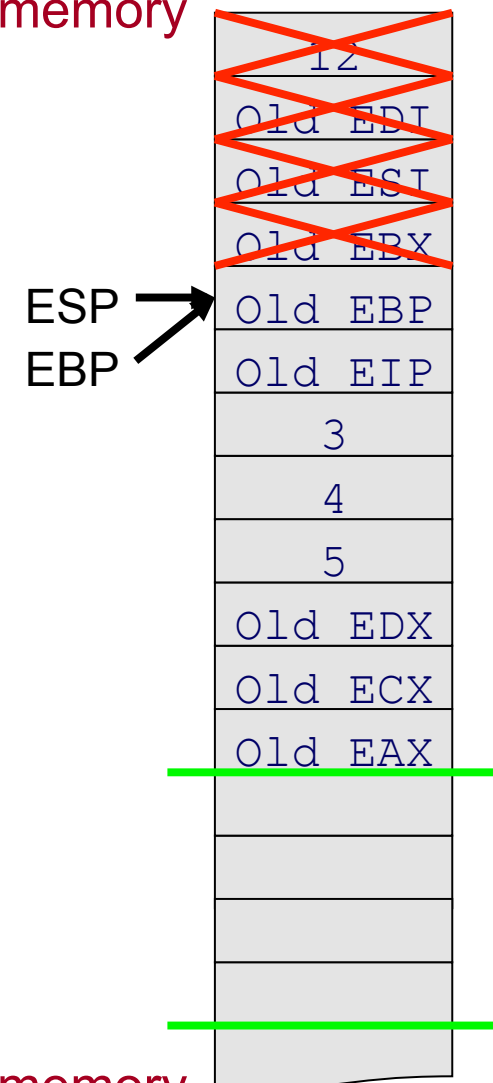 memory
12
Old EDI
Old ESI
Old EBX
ESP
Old EBP
EBP
Old EIP
3
4
5
Old EDX
Old ECX
Old EAX
memory